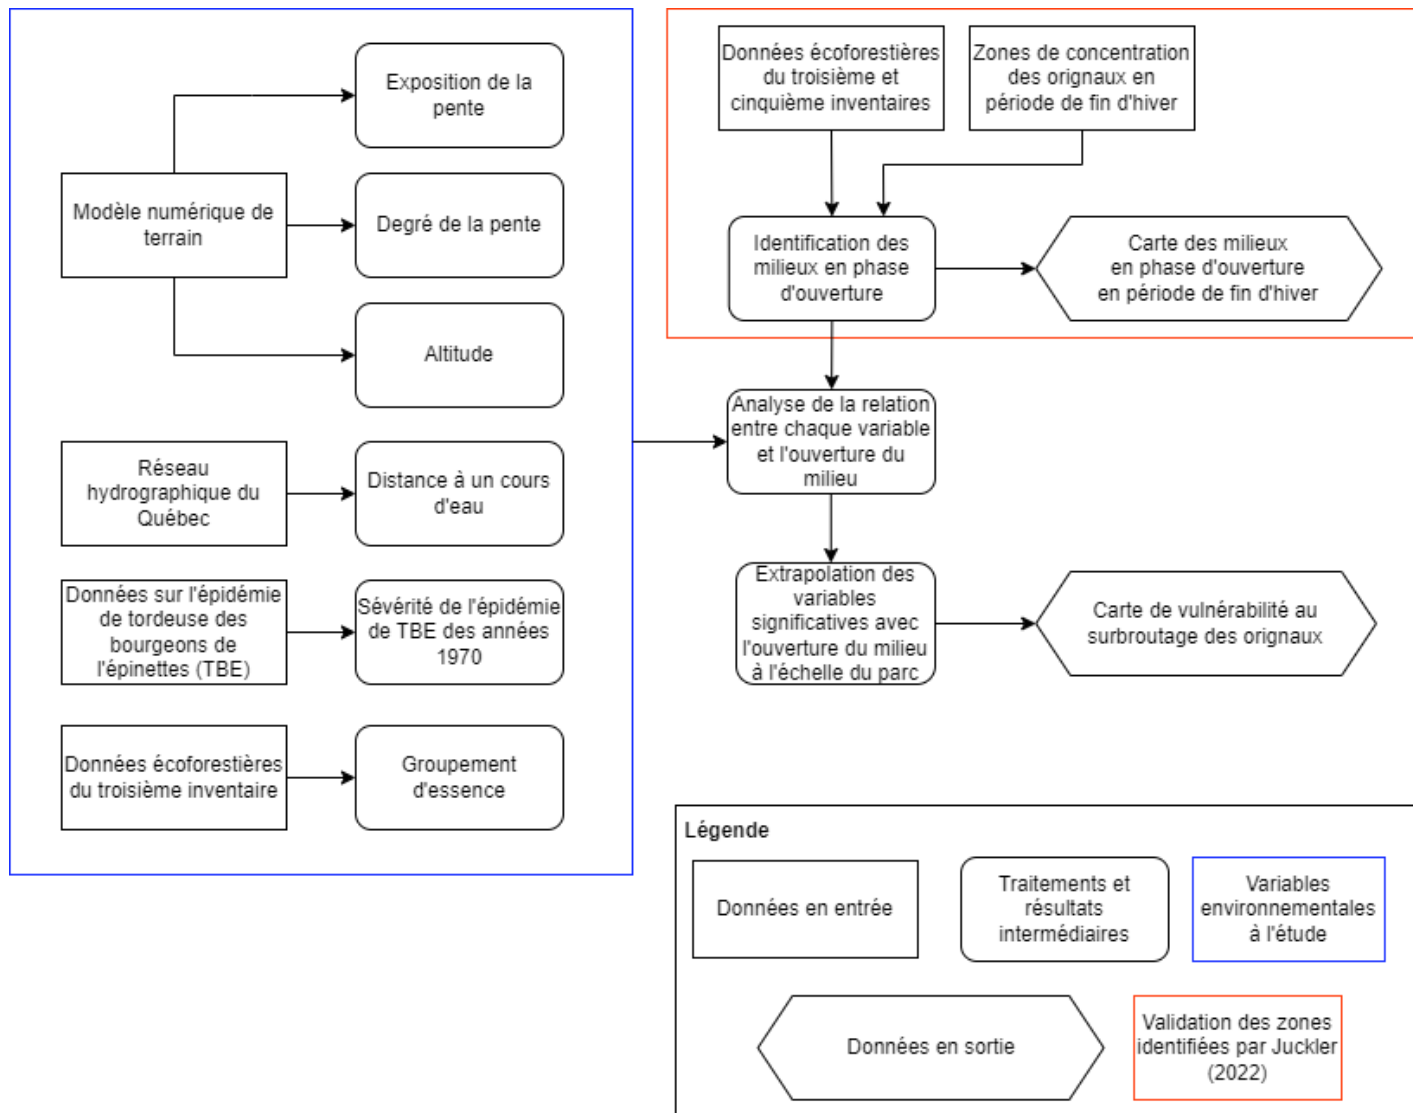 Exposition de la
pente
Modèle numérique de
terrain
Degré de la pente
Altitude
Réseau
hydrographique du
Québec
Distance à un cours
d'eau
Données sur l'épidémie
de tordeuse des
bourgeons de
l'épinettes (TBE)
Sévérité de l'épidémie
de TBE des années
1970
Données écoforestières
du troisième inventaire
Groupement
d'essence
Données écoforestières
du troisième et
cinquième inventaires
Zones de concentration
des orignaux en
période de fin d'hiver
Identification des
milieux en phase
d'ouverture
Carte des milieux
en phase d'ouverture
en période de fin d'hiver
Analyse de la relation
entre chaque variable
et l'ouverture du
milieu
Extrapolation des
variables
significatives avec
l'ouverture du milieu
à l'échelle du parc
Carte de vulnérabilité au
surbroutage des orignaux
Légende
Données en entrée
Traitements et
résultats
intermédiaires
Variables
environnementales
à l'étude
Données en sortie
Validation des zones
identifiées par Juckler
(2022)